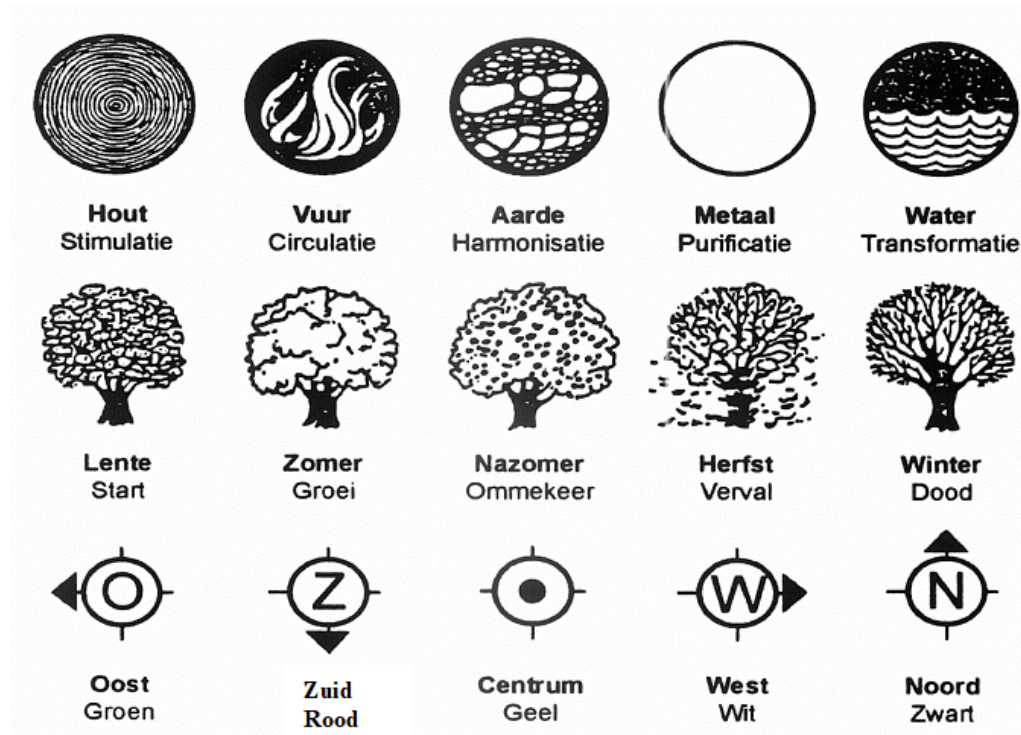 Hout Vuur Aarde Metaal Water
Stimulatie Circulatie Harmonisatie Purificatie Transformatie
Lente Zomer Nazomer Herfst Winter
Start Groei Ommekeer Verval Dood
O Z W N
Oost Zuid Centrum West Noord
Groen Rood Geel Wit Zwart